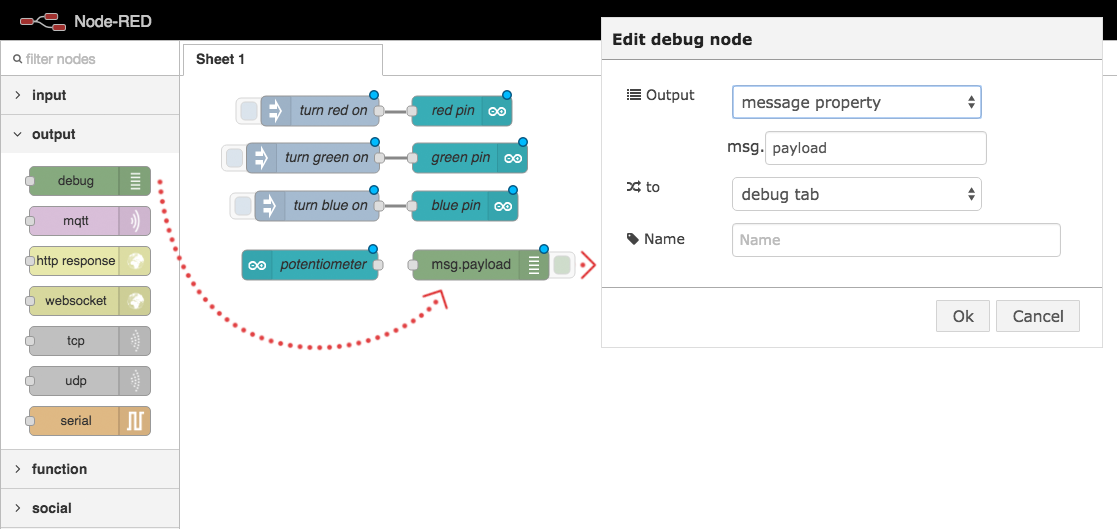 Node-RED
filter nodes
input
output
debug
mqtt
http response
websocket
tcp
udp
serial
function
social
Sheet 1
turn red on
red pin
turn green on
green pin
turn blue on
blue pin
potentiometer
msg.payload
Edit debug node
Output
message property
msg.
payload
to
debug tab
Name
Name
Ok
Cancel